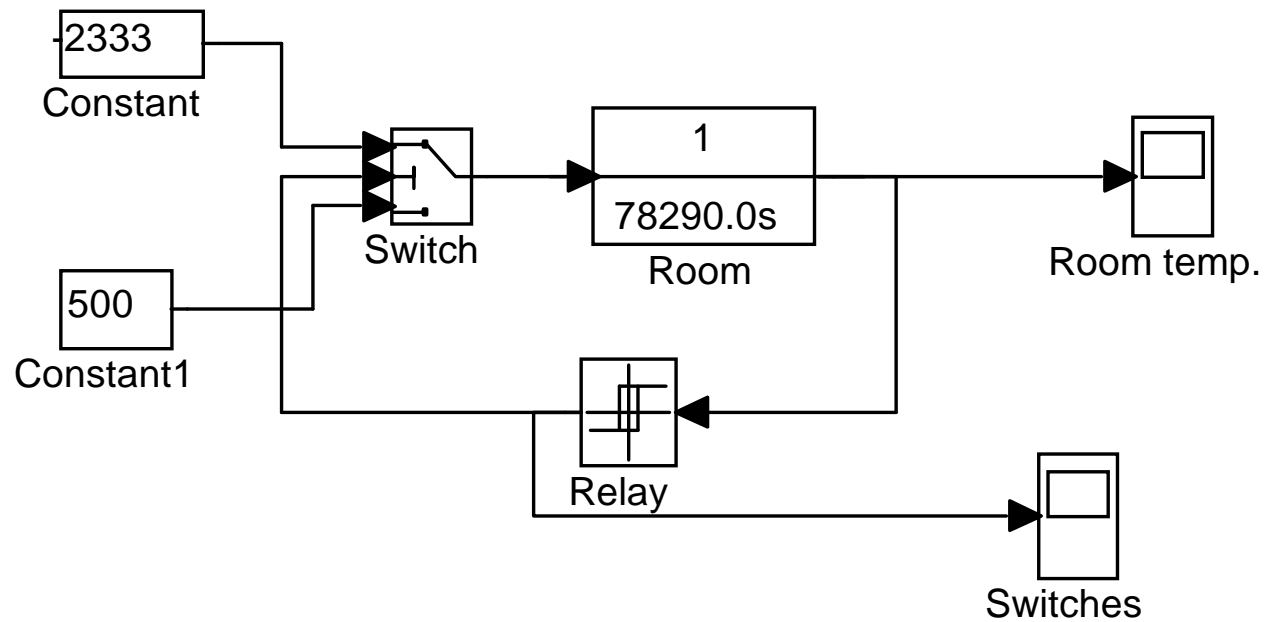 -2333
Constant
Switch
1
78290.0s
Room
Room temp.
500
Constant1
Relay
Switches